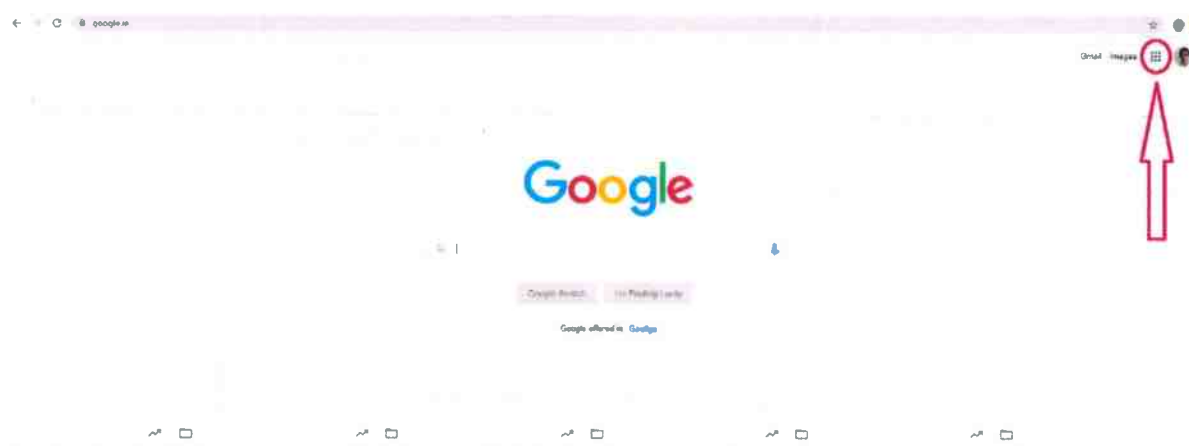 google.ie
Gmail Images
Google
Google Search I'm Feeling Lucky
Google offered in: Gaeilge